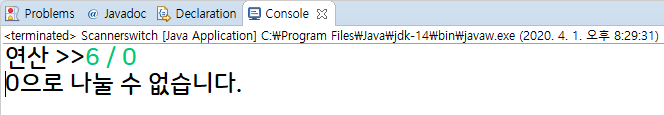 Problems @ Javadoc Declaration Console
<terminated> Scannerswitch [Java Application] C:₩Program Files₩Java₩jdk-14₩bin₩javaw.exe (2020. 4. 1. 오후 8:29:31)
연산 >>6 / 0
0으로 나눌 수 없습니다.